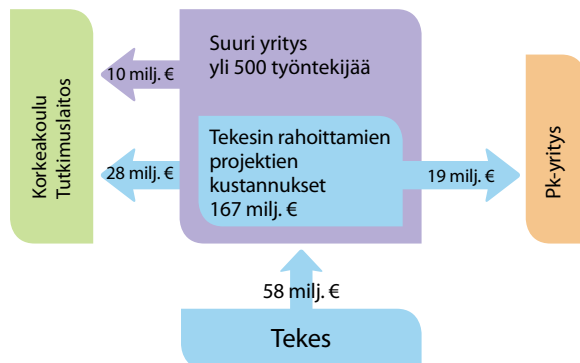 Korkeakoulu
Tutkimuslaitos
10 milj. €
28 milj. €
Suuri yritys
yli 500 työntekijää
Tekesin rahoittamien
projektien
kustannukset
167 milj. €
19 milj. €
Pk-yritys
58 milj. €
Tekes